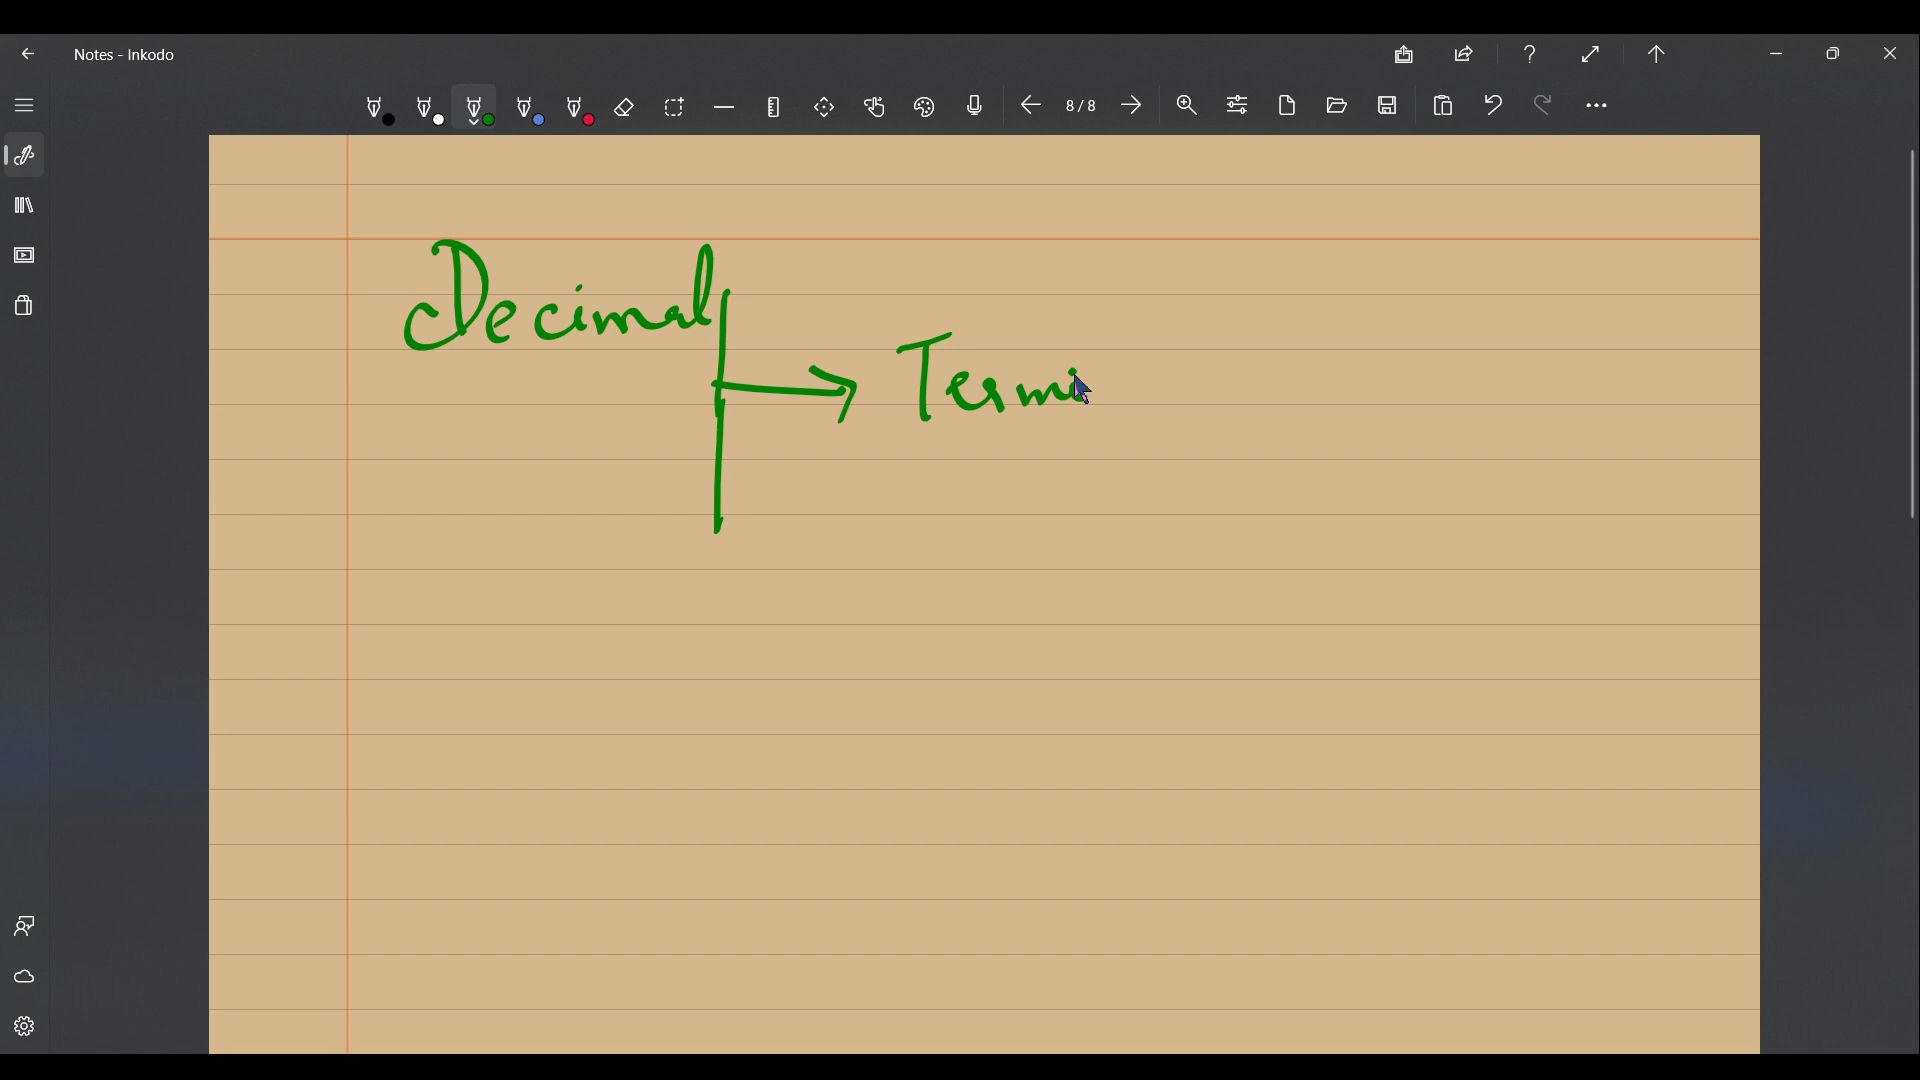 Notes - Inkodo
8/8
Decimal
→ Termi